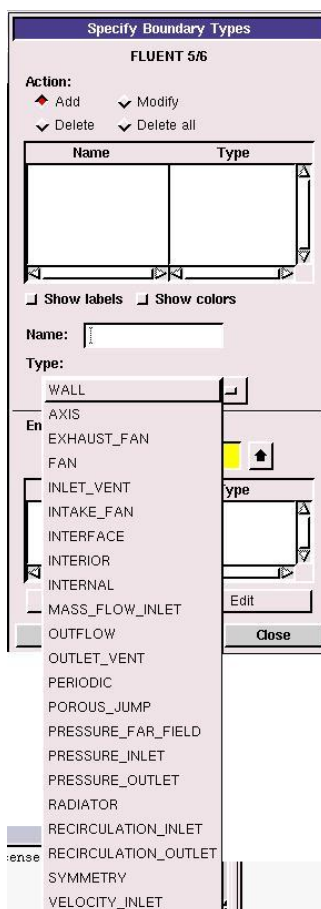 Specify Boundary Types
FLUENT 5/6
Action:
Add Modify
Delete Delete all
Name Type
Show labels Show colors
Name:
Type:
WALL
AXIS
En
EXHAUST_FAN
FAN
INLET_VENT
Type
INTAKE_FAN
INTERFACE
INTERIOR
INTERNAL
MASS_FLOW_INLET
Edit
OUTFLOW
Close
OUTLET_VENT
PERIODIC
POROUS_JUMP
PRESSURE_FAR_FIELD
PRESSURE_INLET
PRESSURE_OUTLET
RADIATOR
RECIRCULATION_INLET
ense
RECIRCULATION_OUTLET
SYMMETRY
VELOCITY_INLET